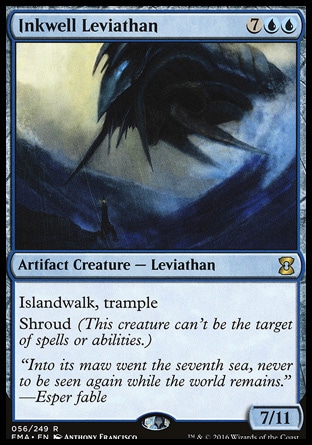 Inkwell Leviathan 7
Artifact Creature — Leviathan
Islandwalk, trample
Shroud (This creature can't be the target
of spells or abilities.)
"Into its maw went the seventh sea, never
to be seen again while the world remains."
—Esper fable
7/11
056/249 R
EMA • EN Anthony Francisco
™ & © 2016 Wizards of the Coast